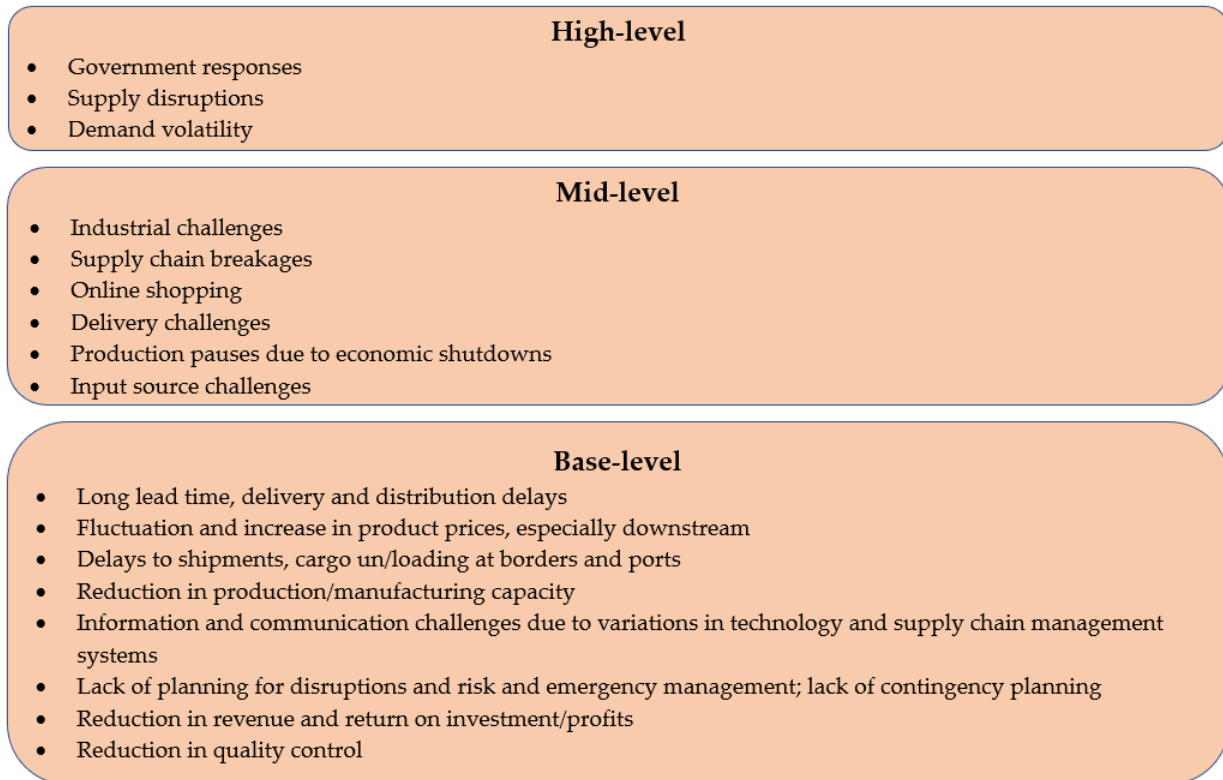 High-level
• Government responses
• Supply disruptions
• Demand volatility
Mid-level
• Industrial challenges
• Supply chain breakages
• Online shopping
• Delivery challenges
• Production pauses due to economic shutdowns
• Input source challenges
Base-level
• Long lead time, delivery and distribution delays
• Fluctuation and increase in product prices, especially downstream
• Delays to shipments, cargo un/loading at borders and ports
• Reduction in production/manufacturing capacity
• Information and communication challenges due to variations in technology and supply chain management
systems
• Lack of planning for disruptions and risk and emergency management; lack of contingency planning
• Reduction in revenue and return on investment/profits
• Reduction in quality control